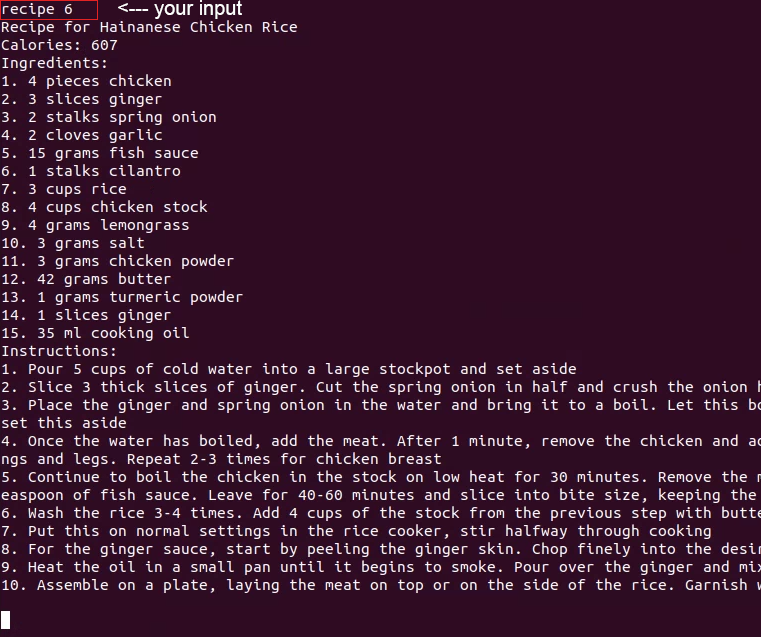 recipe 6 <--- your input
Recipe for Hainanese Chicken Rice
Calories: 607
Ingredients:
1. 4 pieces chicken
2. 3 slices ginger
3. 2 stalks spring onion
4. 2 cloves garlic
5. 15 grams fish sauce
6. 1 stalks cilantro
7. 3 cups rice
8. 4 cups chicken stock
9. 4 grams lemongrass
10. 3 grams salt
11. 3 grams chicken powder
12. 42 grams butter
13. 1 grams turmeric powder
14. 1 slices ginger
15. 35 ml cooking oil
Instructions:
1. Pour 5 cups of cold water into a large stockpot and set aside
2. Slice 3 thick slices of ginger. Cut the spring onion in half and crush the onion
3. Place the ginger and spring onion in the water and bring it to a boil. Let this
set this aside
4. Once the water has boiled, add the meat. After 1 minute, remove the chicken and
ngs and legs. Repeat 2-3 times for chicken breast
5. Continue to boil the chicken in the stock on low heat for 30 minutes. Remove the
easpoon of fish sauce. Leave for 40-60 minutes and slice into bite size, keeping the
6. Wash the rice 3-4 times. Add 4 cups of the stock from the previous step with butte
7. Put this on normal settings in the rice cooker, stir halfway through cooking
8. For the ginger sauce, start by peeling the ginger skin. Chop finely into the
9. Heat the oil in a small pan until it begins to smoke. Pour over the ginger and
10. Assemble on a plate, laying the meat on top or on the side of the rice. Garnish